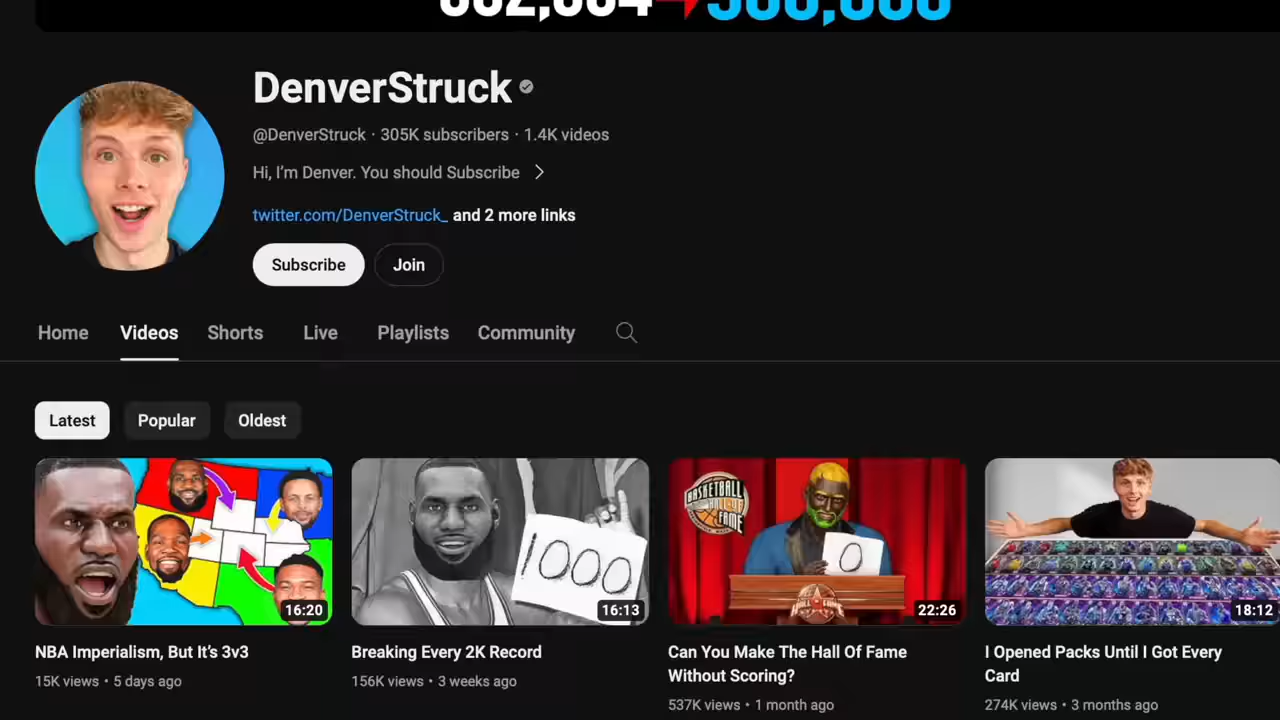 DenverStruck
@DenverStruck · 305K subscribers · 1.4K videos
Hi, I’m Denver. You should Subscribe
twitter.com/DenverStruck_ and 2 more links
Subscribe Join
Home Videos Shorts Live Playlists Community
Latest Popular Oldest
BASKETBALL
HALL OF
FAME
1000
0
HALL OF FAME
16:20
16:13
22:26
18:12
NBA Imperialism, But It’s 3v3
15K views · 5 days ago
Breaking Every 2K Record
156K views · 3 weeks ago
Can You Make The Hall Of Fame
Without Scoring?
537K views · 1 month ago
I Opened Packs Until I Got Every
Card
274K views · 3 months ago